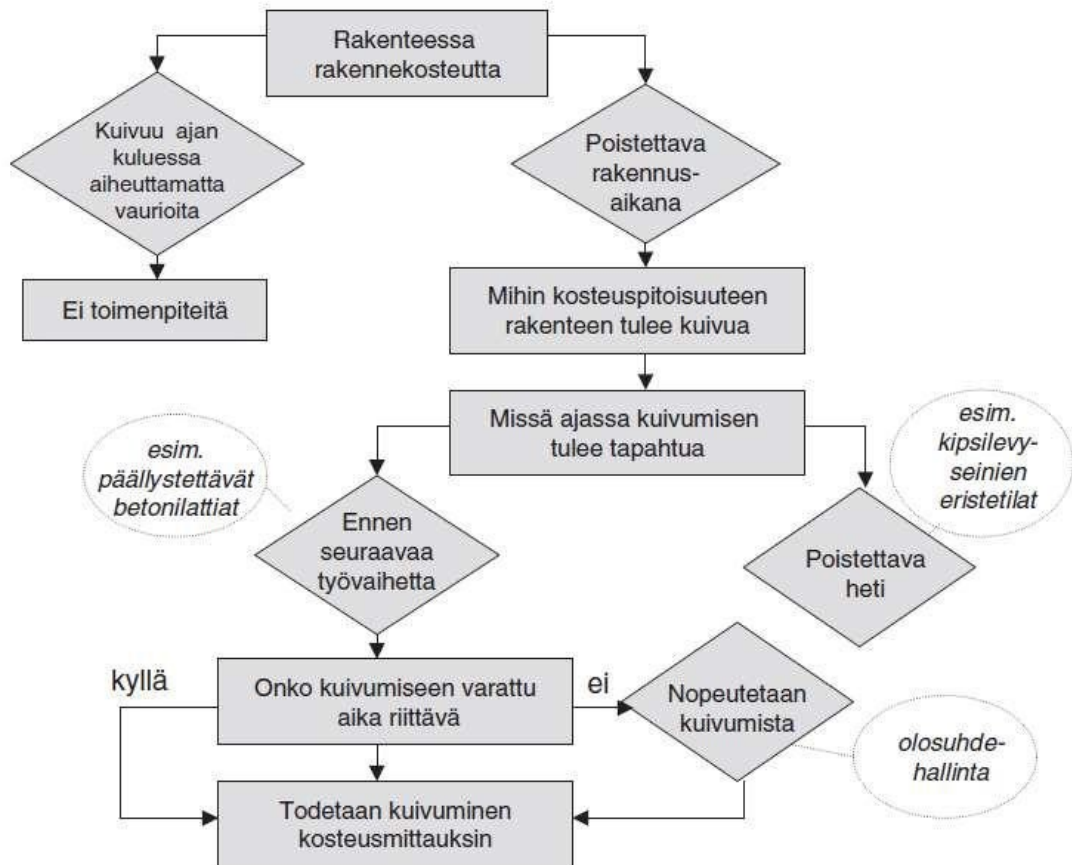 Rakenteessa
rakennekosteutta
Kuivuu ajan
kuluessa
aiheuttamatta
vaurioita
Poistettava
rakennus-
aikana
Ei toimenpiteitä
Mihin kosteuspitoisuuteen
rakenteen tulee kuivua
Missä ajassa kuivumisen
tulee tapahtua
esim.
päällystettävät
betonilattiat
esim.
kipsilevy-
seinien
eristetilat
Ennen
seuraavaa
työvaihetta
Poistettava
heti
kyllä
Onko kuivumiseen varattu
aika riittävä
ei
Nopeutetaan
kuivumista
olosuhde-
hallinta
Todetaan kuivuminen
kosteusmittauksin